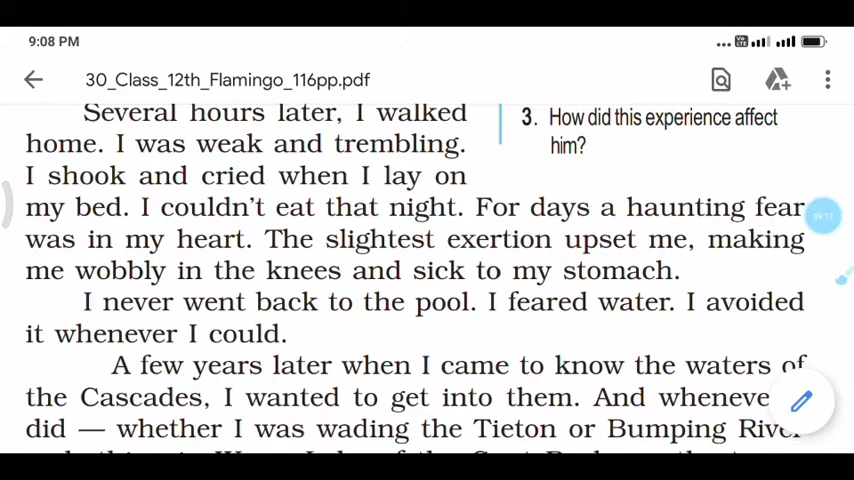 9:08 PM
30_Class_12th_Flamingo_116pp.pdf
Several hours later, I walked
home. I was weak and trembling.
I shook and cried when I lay on
my bed. I couldn't eat that night. For days a haunting fear
was in my heart. The slightest exertion upset me, making
me wobbly in the knees and sick to my stomach.
I never went back to the pool. I feared water. I avoided
it whenever I could.
A few years later when I came to know the waters of
the Cascades, I wanted to get into them. And whenever
did — whether I was wading the Tieton or Bumping River
3. How did this experience affect
him?
39:17